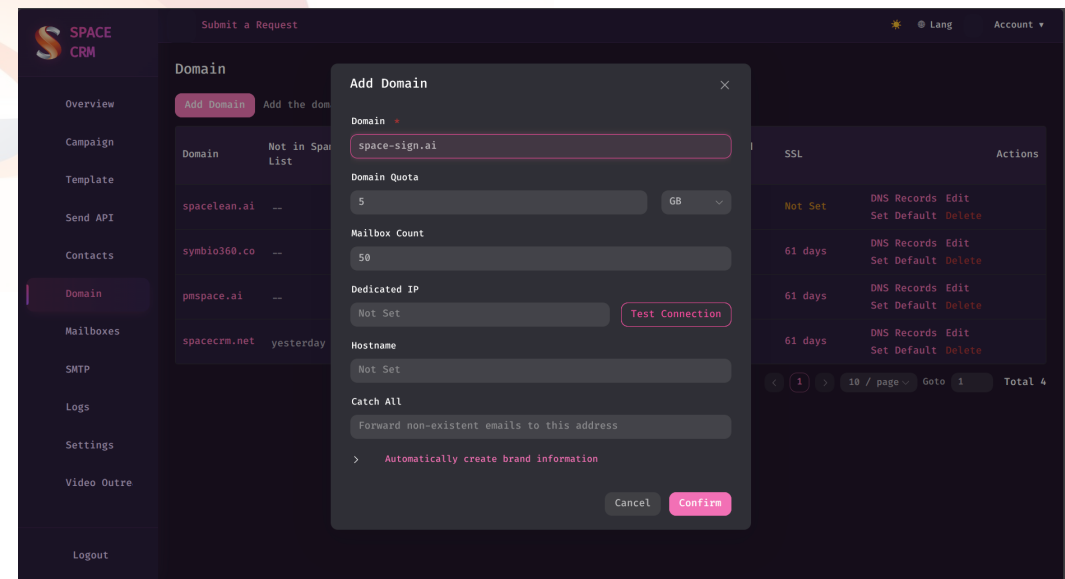 SPACE
CRM
Submit a Request
Lang
Account
Domain
Add Domain
Add the dom
Overview
Campaign
Template
Send API
Contacts
Domain
Mailboxes
SMTP
Logs
Settings
Video Outre
Logout
Domain
Not in Spam
List
SSL
Actions
spacelean.ai
--
Not Set
DNS Records Edit
Set Default Delete
symbio360.co
--
61 days
DNS Records Edit
Set Default Delete
pmspace.ai
--
61 days
DNS Records Edit
Set Default Delete
spacecrm.net
yesterday
61 days
DNS Records Edit
Set Default Delete
1
10 / page
Goto 1
Total 4
Add Domain
Domain *
space-sign.ai
Domain Quota
5
GB
Mailbox Count
50
Dedicated IP
Not Set
Test Connection
Hostname
Not Set
Catch All
Forward non-existent emails to this address
Automatically create brand information
Cancel
Confirm